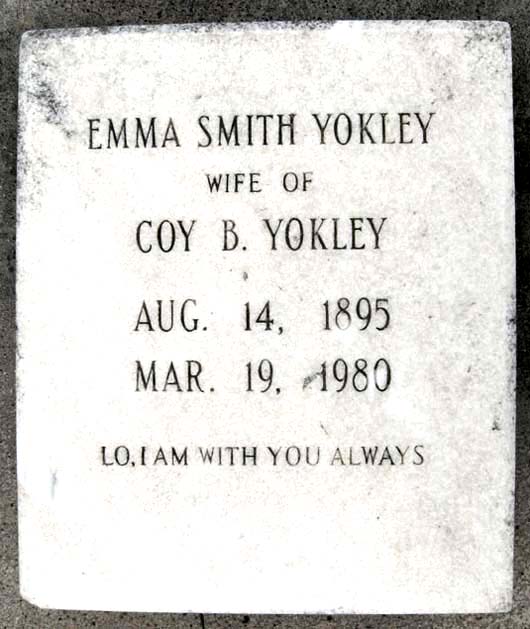 EMMA SMITH YOKLEY
WIFE OF
COY B. YOKLEY
AUG. 14, 1895
MAR. 19, 1980
LO, I AM WITH YOU ALWAYS